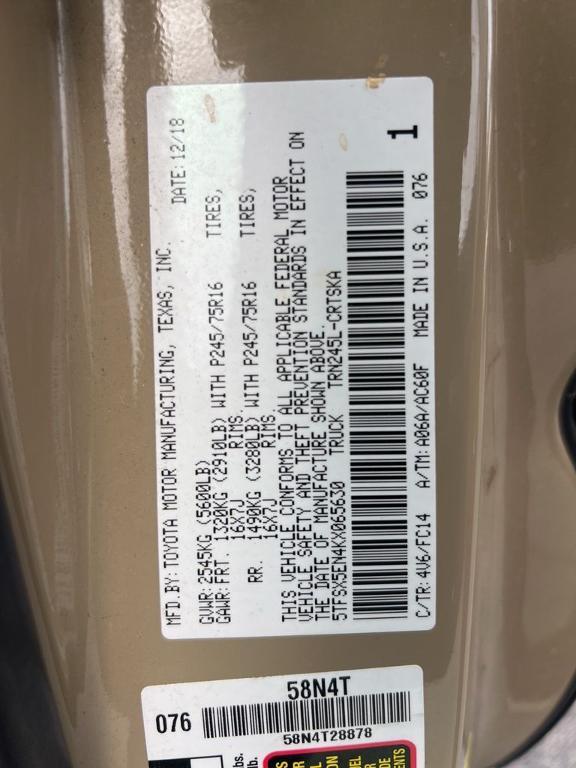 MFD.BY:TOYOTA MOTOR MANUFACTURING, TEXAS, INC. DATE:12/18
GVWR:2545KG (5600LB)
GAWR:FRT. 1320KG (2910LB) WITH P245/75R16 TIRES,
16X7J RIMS.
RR. 1490KG (3280LB) WITH P245/75R16 TIRES,
16X7J RIMS.
THIS VEHICLE CONFORMS TO ALL APPLICABLE FEDERAL MOTOR
VEHICLE SAFETY AND THEFT PREVENTION STANDARDS IN EFFECT ON
THE DATE OF MANUFACTURE SHOWN ABOVE.
5TFSX5EN4KX065630 TRUCK TRN245L-CRTSKA
1
C/TR:4V6/FC14 A/TM:A06A/AC60F MADE IN U.S.A. 076
58N4T
076
58N4T28878